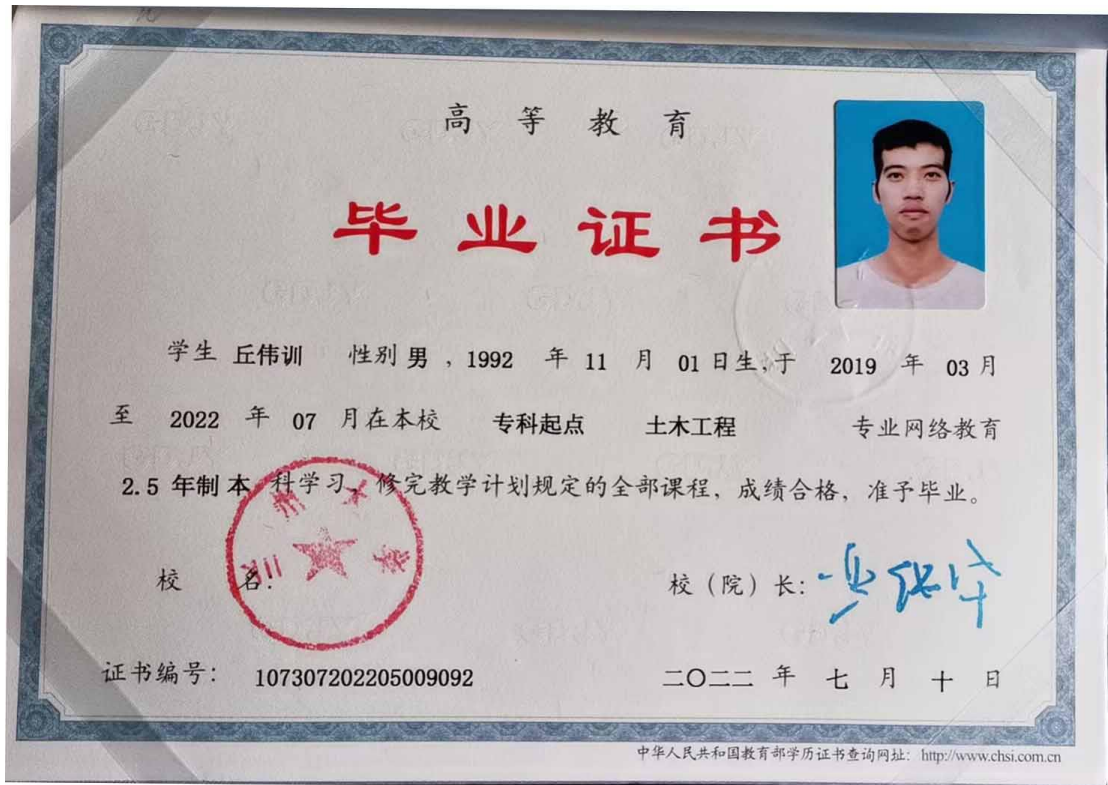 高等教育
毕业证书
学生 丘伟训 性别 男 ，1992 年 11 月 01 日生，于 2019 年 03 月
至 2022 年 07 月在本校 专科起点 土木工程 专业网络教育
2.5 年制 本 科学习，修完教学计划规定的全部课程，成绩合格，准予毕业。
校 名：
校（院）长：
证书编号： 107307202205009092
二〇二二 年 七 月 十 日
中华人民共和国教育部学历证书查询网址：http://www.chsi.com.cn